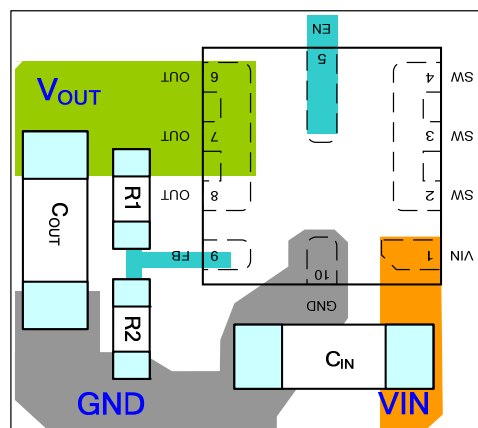 EN
5
VOUT
OUT
6
4
SW
OUT
7
3
SW
R1
OUT
8
2
SW
COUT
FB
9
1
VIN
10
GND
R2
CIN
GND
VIN